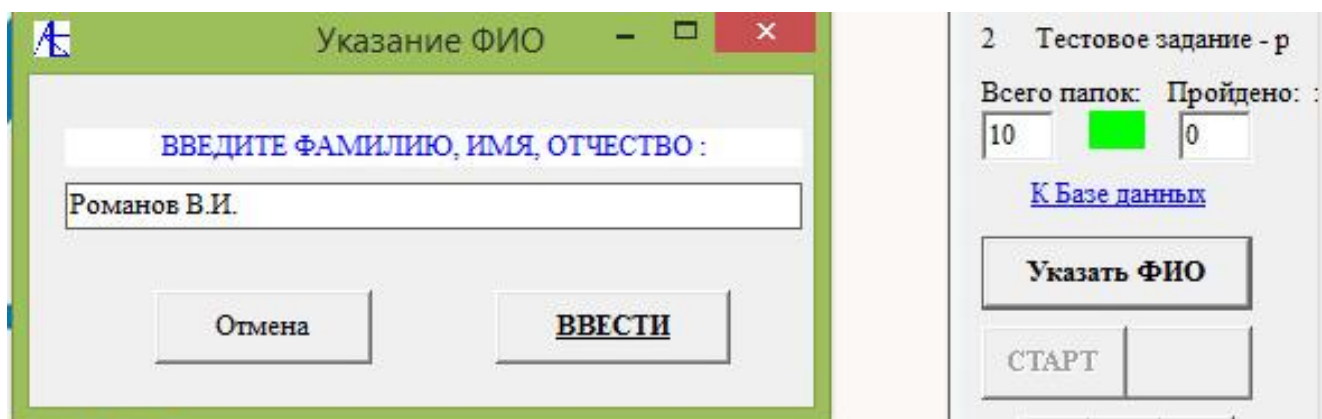 Указание ФИО
ВВЕДИТЕ ФАМИЛИЮ, ИМЯ, ОТЧЕСТВО :
Романов В.И.
Отмена
ВВЕСТИ
2 Тестовое задание - р
Всего папок: Пройдено: :
10 0
К Базе данных
Указать ФИО
СТАРТ